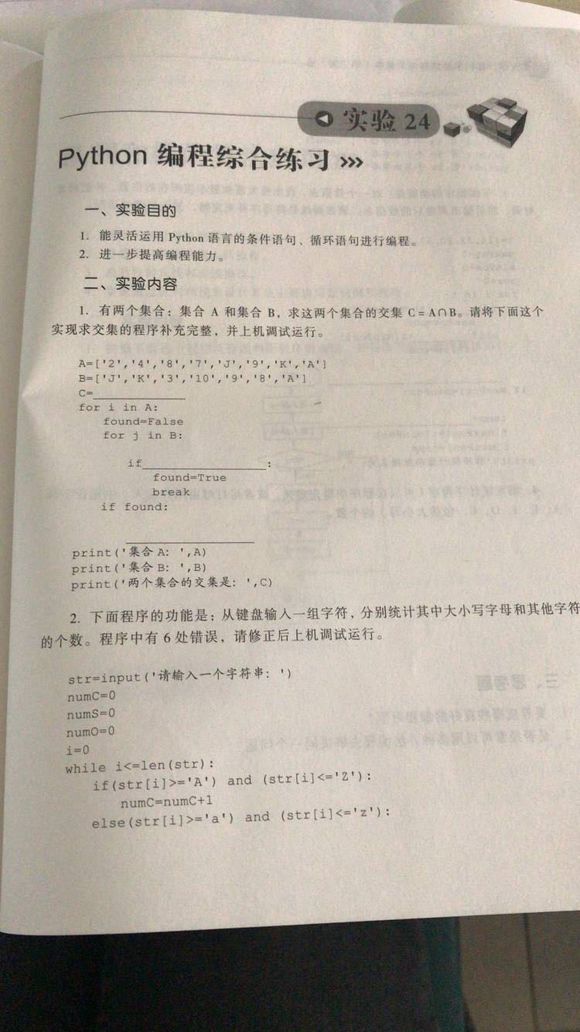 实验 24
Python 编程综合练习 >>>
一、实验目的
1. 能灵活运用 Python 语言的条件语句、循环语句进行编程。
2. 进一步提高编程能力。
二、实验内容
1. 有两个集合：集合 A 和集合 B，求这两个集合的交集 C = A∩B。请将下面这个
实现求交集的程序补充完整，并上机调试运行。
A=['2','4','8','7','J','9','K','A']
B=['J','K','3','10','9','8','A']
C=____________
for i in A:
found=False
for j in B:
if________________:
found=True
break
if found:
________________
print('集合 A: ',A)
print('集合 B: ',B)
print('两个集合的交集是: ',C)
2. 下面程序的功能是：从键盘输入一组字符，分别统计其中大小写字母和其他字符
的个数。程序中有 6 处错误，请修正后上机调试运行。
str=input('请输入一个字符串: ')
numC=0
numS=0
numO=0
i=0
while i<=len(str):
if(str[i]>='A') and (str[i]<='Z'):
numC=numC+1
else(str[i]>='a') and (str[i]<='z'):